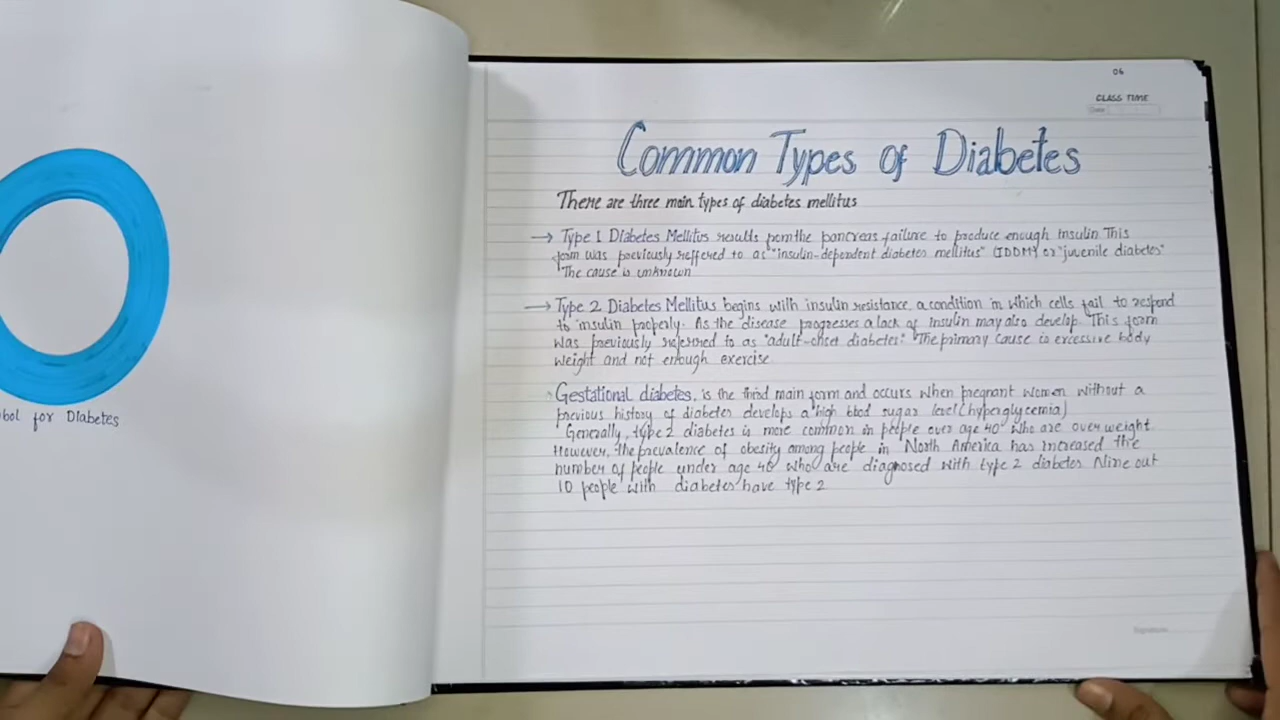 bol for Diabetes
06
CLASS TIME
Date
Common Types of Diabetes
There are three main types of diabetes mellitus
→ Type 1 Diabetes Mellitus results from the pancreas failure to produce enough insulin This
form was previously reffered to as "insulin-dependent diabetes mellitus" (IDDM) or "juvenile diabetes"
The cause is unknown
→ Type 2 Diabetes Mellitus begins with insulin resistance, a condition in which cells fail to respond
to insulin properly. As the disease progresses a lack of insulin may also develop. This form
was previously referred to as "adult-onset diabetes." The primary cause is excessive body
weight and not enough exercise
Gestational diabetes, is the third main form and occurs when pregnant women without a
previous history of diabetes develops a high blood sugar level (hyperglycemia)
Generally, type 2 diabetes is more common in people over age 40 who are over weight
However, the prevalence of obesity among people in North America has increased the
number of people under age 40 who are diagnosed with type 2 diabetes Nine out
10 people with diabetes have type 2
Signature